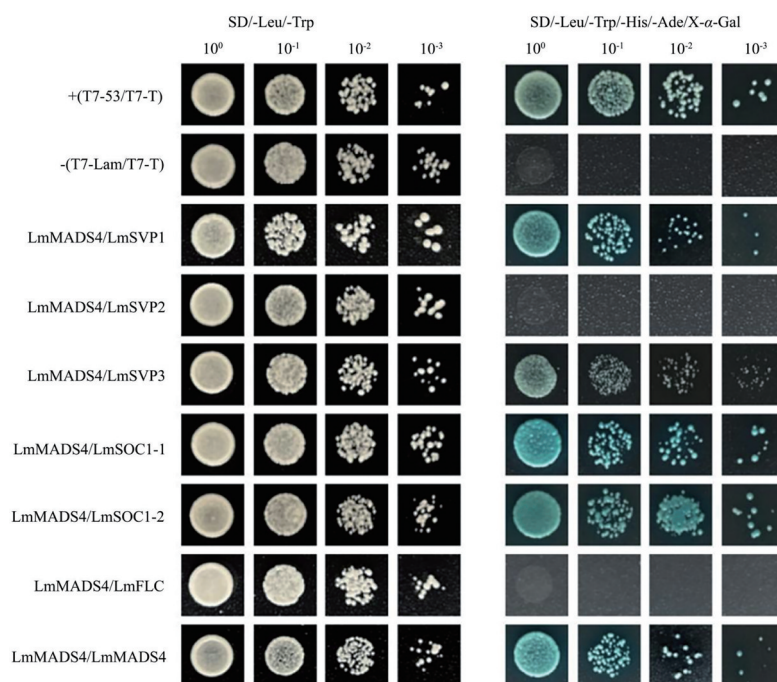 SD/-Leu/-Trp SD/-Leu/-Trp/-His/-Ade/X-α-Gal
10⁰ 10⁻¹ 10⁻² 10⁻³ 10⁰ 10⁻¹ 10⁻² 10⁻³
+(T7-53/T7-T)
-(T7-Lam/T7-T)
LmMADS4/LmSVP1
LmMADS4/LmSVP2
LmMADS4/LmSVP3
LmMADS4/LmSOC1-1
LmMADS4/LmSOC1-2
LmMADS4/LmFLC
LmMADS4/LmMADS4